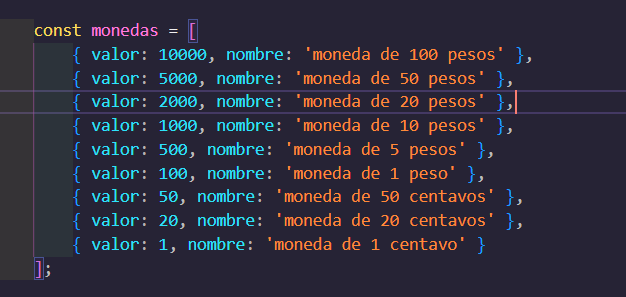 const monedas = [
{ valor: 10000, nombre: 'moneda de 100 pesos' },
{ valor: 5000, nombre: 'moneda de 50 pesos' },
{ valor: 2000, nombre: 'moneda de 20 pesos' },
{ valor: 1000, nombre: 'moneda de 10 pesos' },
{ valor: 500, nombre: 'moneda de 5 pesos' },
{ valor: 100, nombre: 'moneda de 1 peso' },
{ valor: 50, nombre: 'moneda de 50 centavos' },
{ valor: 20, nombre: 'moneda de 20 centavos' },
{ valor: 1, nombre: 'moneda de 1 centavo' }
];